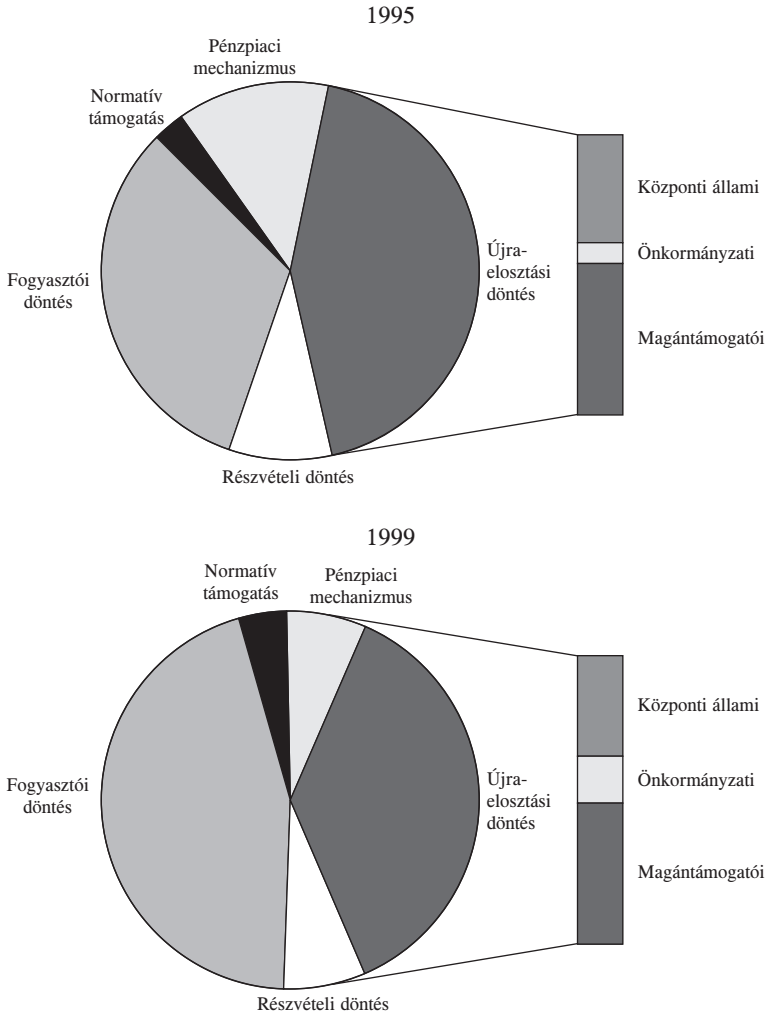 1995
Pénzpiaci
mechanizmus
Normatív
támogatás
Központi állami
Újra-
elosztási
döntés
Önkormányzati
Fogyasztói
döntés
Magántámogatói
Részvételi döntés
1999
Normatív
támogatás
Pénzpiaci
mechanizmus
Központi állami
Újra-
elosztási
döntés
Önkormányzati
Fogyasztói
döntés
Magántámogatói
Részvételi döntés